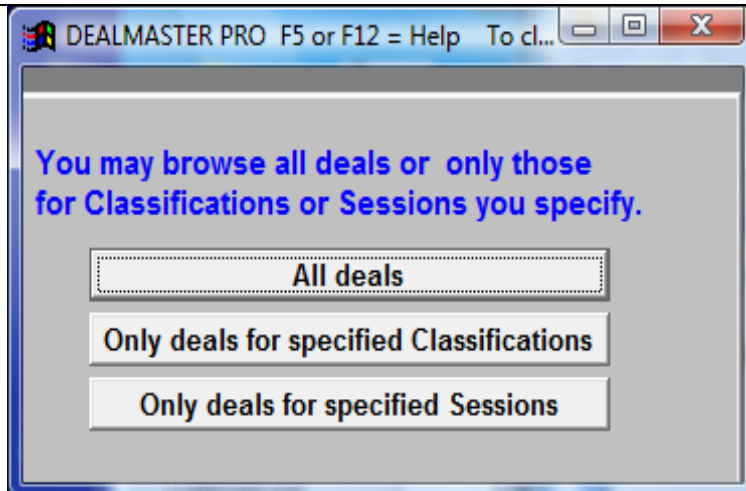 DEALMASTER PRO F5 or F12 = Help To cl...
You may browse all deals or only those
for Classifications or Sessions you specify.
All deals
Only deals for specified Classifications
Only deals for specified Sessions